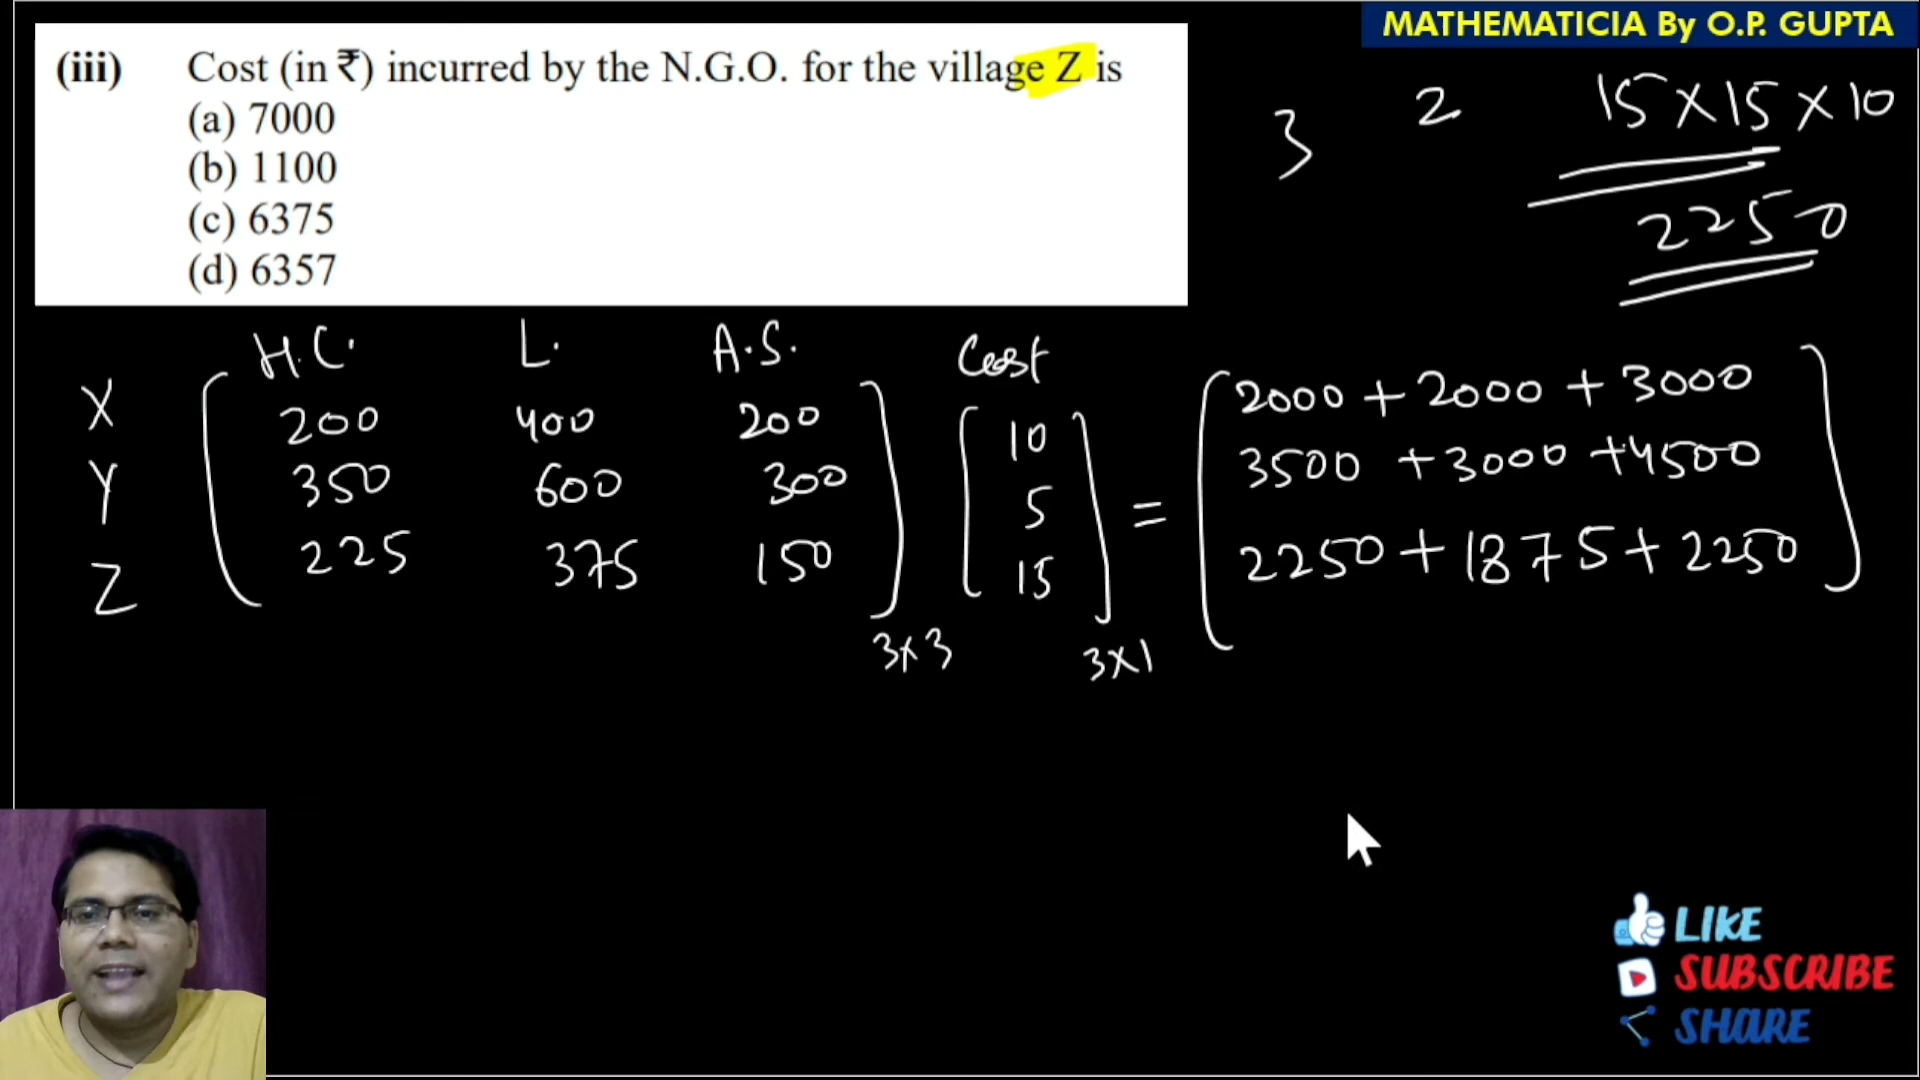 MATHEMATICIA By O.P. GUPTA
(iii) Cost (in ₹) incurred by the N.G.O. for the village Z is
(a) 7000
(b) 1100
(c) 6375
(d) 6357
3 2 15×15×10
2250
H.C. L. A.S. Cost
X 200 400 200 10 2000 + 2000 + 3000
Y 350 600 300 5 = 3500 + 3000 + 4500
Z 225 375 150 15 2250 + 1875 + 2250
3×3 3×1
LIKE
SUBSCRIBE
SHARE